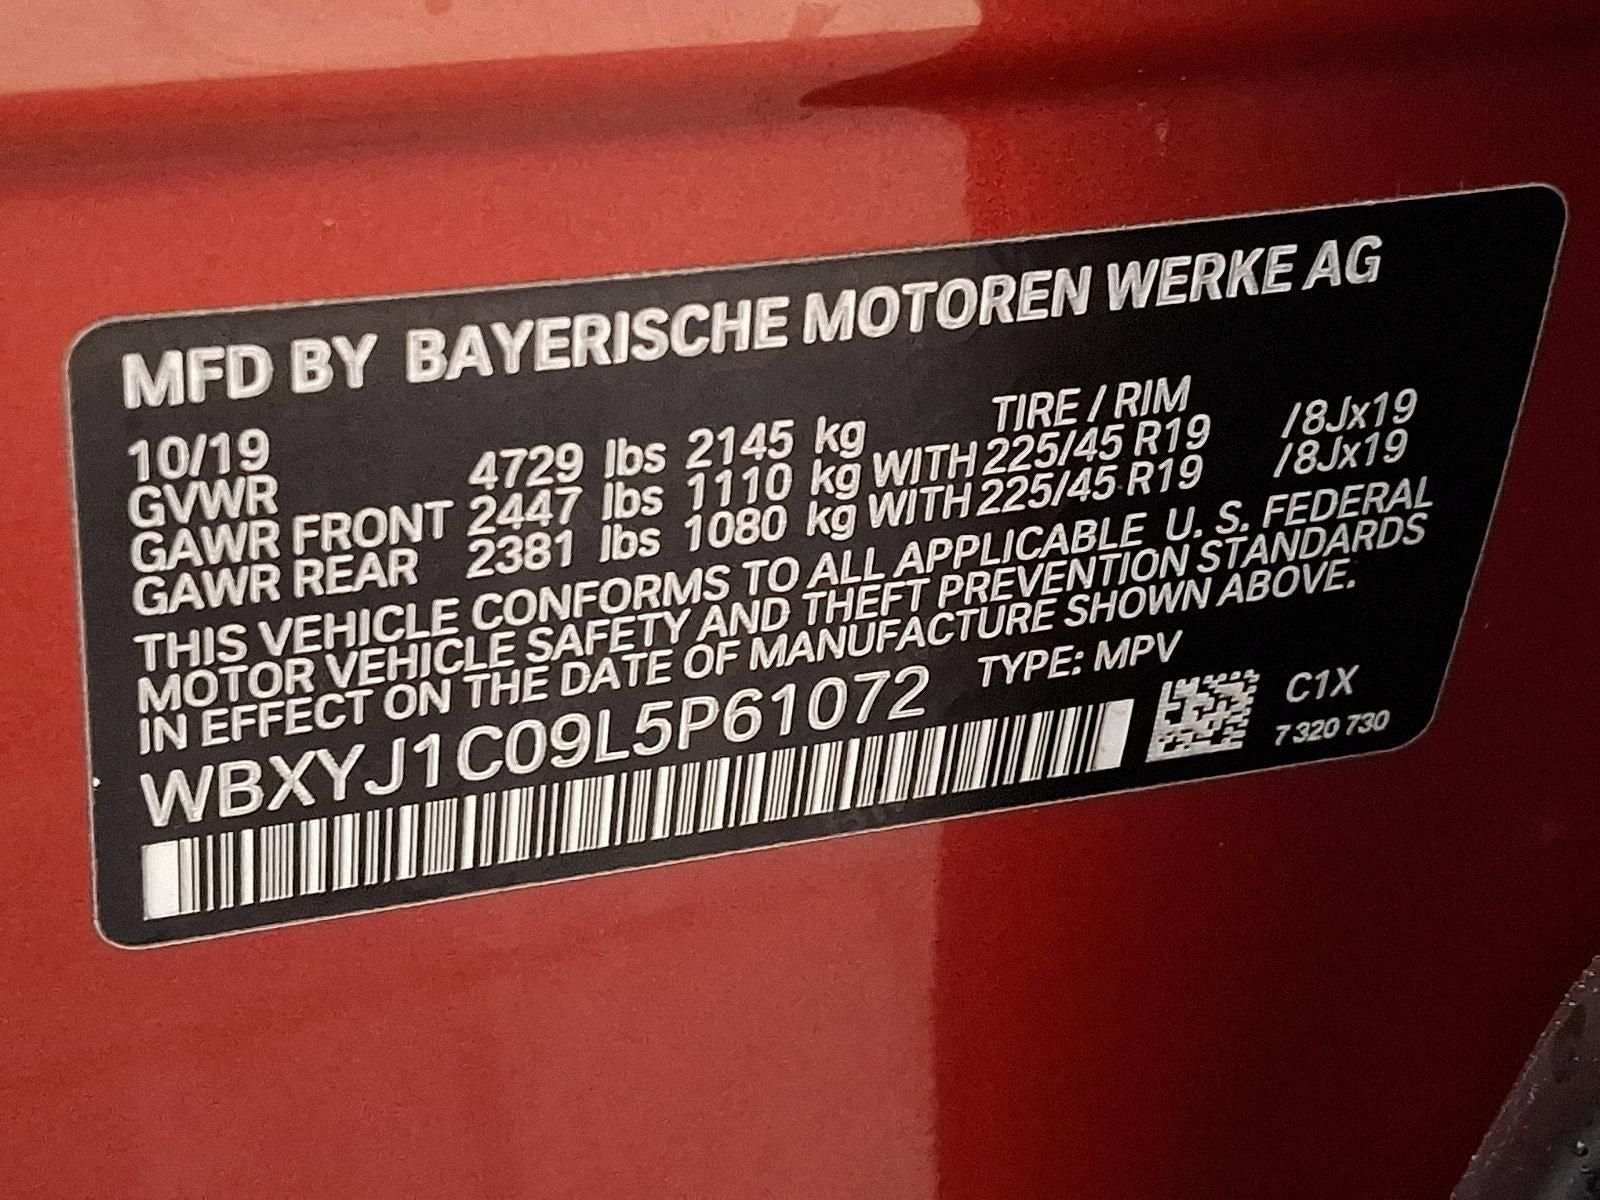 MFD BY BAYERISCHE MOTOREN WERKE AG
10/19 TIRE / RIM
GVWR 4729 lbs 2145 kg
GAWR FRONT 2447 lbs 1110 kg WITH 225/45 R19 /8Jx19
GAWR REAR 2381 lbs 1080 kg WITH 225/45 R19 /8Jx19
THIS VEHICLE CONFORMS TO ALL APPLICABLE U. S. FEDERAL
MOTOR VEHICLE SAFETY AND THEFT PREVENTION STANDARDS
IN EFFECT ON THE DATE OF MANUFACTURE SHOWN ABOVE.
WBXYJ1C09L5P61072 TYPE: MPV
C1X
7 320 730